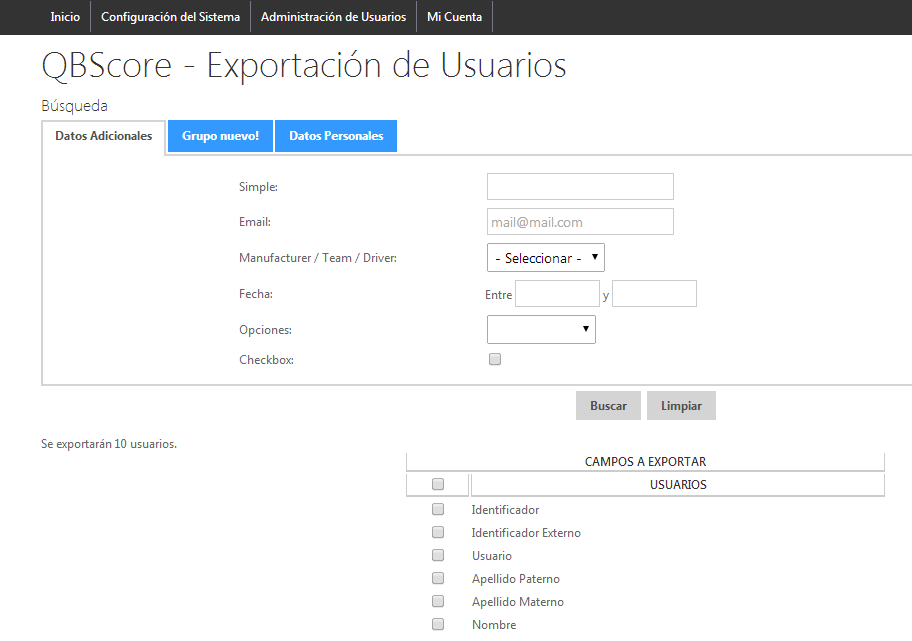 Inicio Configuración del Sistema Administración de Usuarios Mi Cuenta
QBScore - Exportación de Usuarios
Búsqueda
Datos Adicionales Grupo nuevo! Datos Personales
Simple:
Email: mail@mail.com
Manufacturer / Team / Driver: - Seleccionar -
Fecha: Entre y
Opciones:
Checkbox:
Buscar Limpiar
Se exportarán 10 usuarios.
CAMPOS A EXPORTAR
USUARIOS
Identificador
Identificador Externo
Usuario
Apellido Paterno
Apellido Materno
Nombre